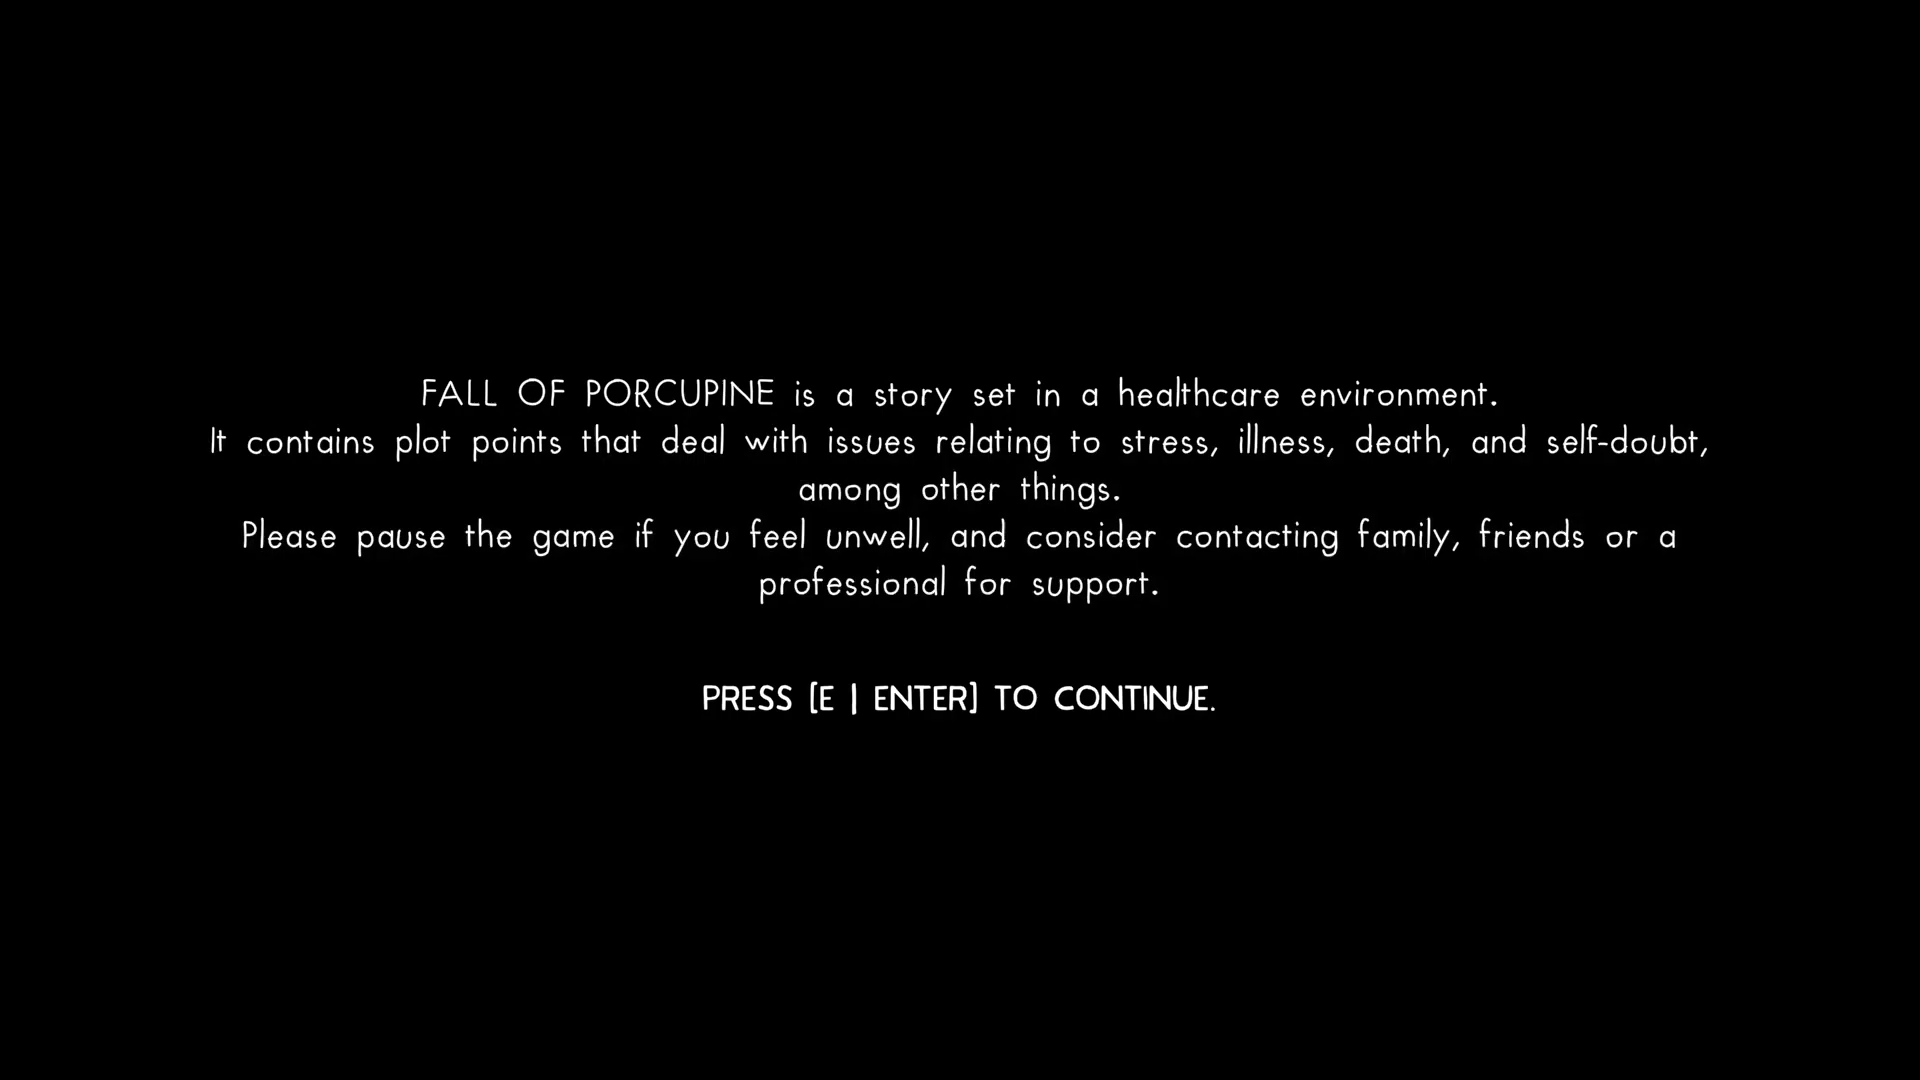 FALL OF PORCUPINE is a story set in a healthcare environment.
It contains plot points that deal with issues relating to stress, illness, death, and self-doubt,
among other things.
Please pause the game if you feel unwell, and consider contacting family, friends or a
professional for support.
PRESS [E | ENTER] TO CONTINUE.